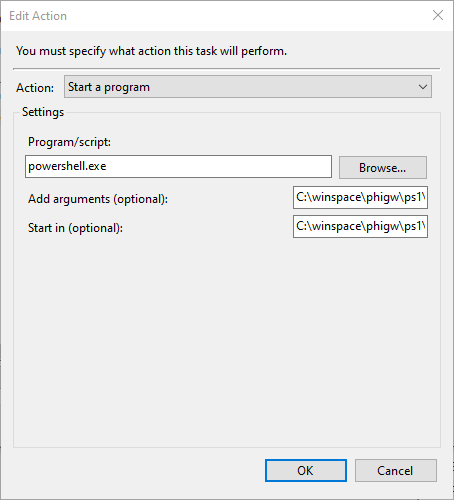 Edit Action
You must specify what action this task will perform.
Action: Start a program
Settings
Program/script:
powershell.exe
Browse...
Add arguments (optional): C:\winspace\phigw\ps1\
Start in (optional): C:\winspace\phigw\ps1\
OK Cancel